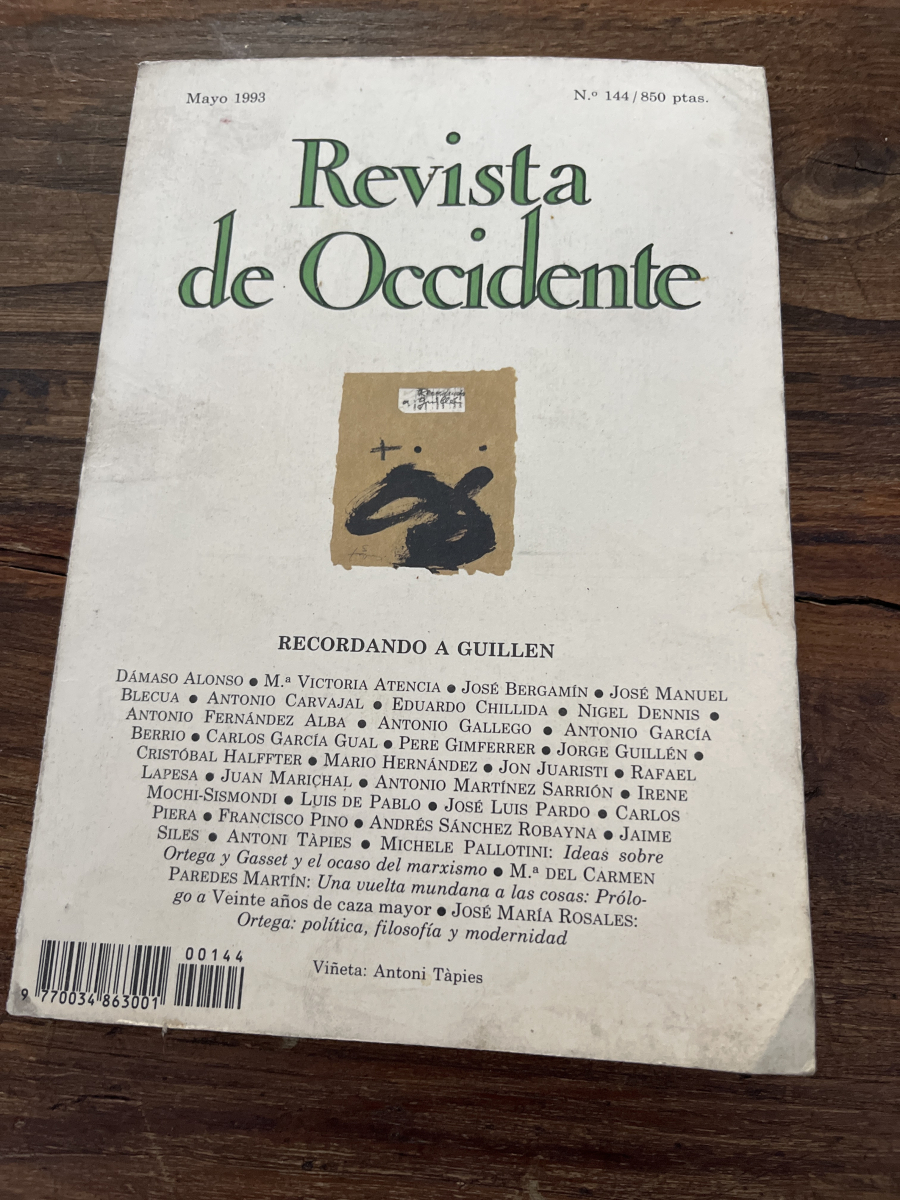 Mayo 1993
N.º 144 / 850 ptas.
Revista
de Occidente
RECORDANDO A GUILLEN
DÁMASO ALONSO ● M.ª VICTORIA ATENCIA ● JOSÉ BERGAMÍN ● JOSÉ MANUEL
BLECUA ● ANTONIO CARVAJAL ● EDUARDO CHILLIDA ● NIGEL DENNIS ●
ANTONIO FERNÁNDEZ ALBA ● ANTONIO GALLEGO ● ANTONIO GARCÍA
BERRIO ● CARLOS GARCÍA GUAL ● PERE GIMFERRER ● JORGE GUILLÉN ●
CRISTÓBAL HALFFTER ● MARIO HERNÁNDEZ ● JON JUARISTI ● RAFAEL
LAPESA ● JUAN MARICHAL ● ANTONIO MARTÍNEZ SARRIÓN ● IRENE
MOCHI-SISMONDI ● LUIS DE PABLO ● JOSÉ LUIS PARDO ● CARLOS
PIERA ● FRANCISCO PINO ● ANDRÉS SÁNCHEZ ROBAYNA ● JAIME
SILES ● ANTONI TÀPIES ● MICHELE PALLOTINI: Ideas sobre
Ortega y Gasset y el ocaso del marxismo ● M.ª DEL CARMEN
PAREDES MARTÍN: Una vuelta mundana a las cosas: Prólo-
go a Veinte años de caza mayor ● JOSÉ MARÍA ROSALES:
Ortega: política, filosofía y modernidad
Viñeta: Antoni Tàpies
00144
9 770034 863001